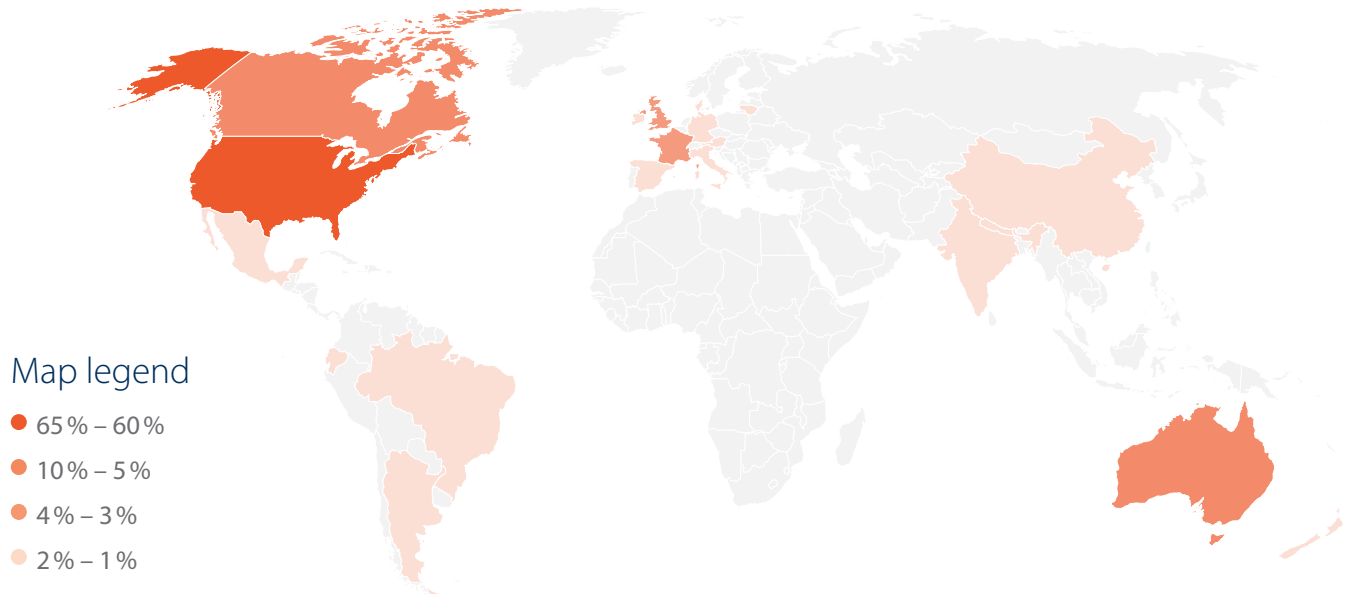 Map legend
65 % – 60 %
10 % – 5 %
4 % – 3 %
2 % – 1 %